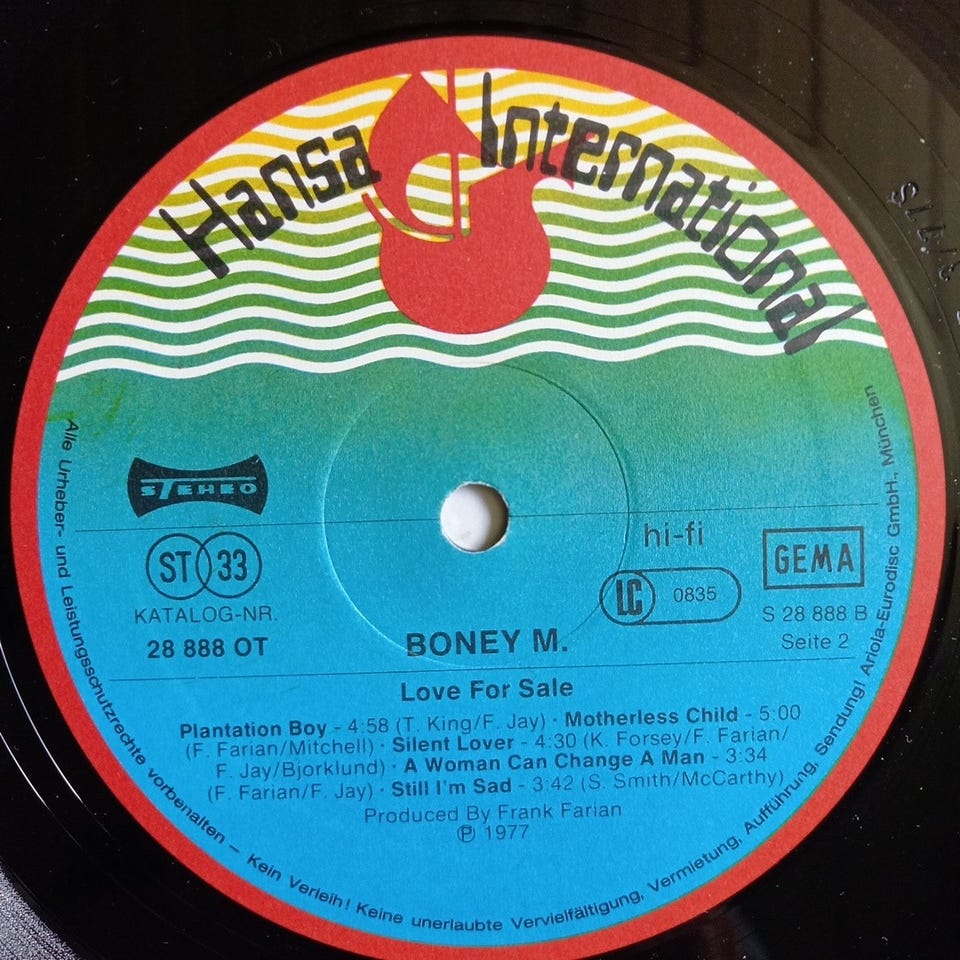 Hansa International
STEREO
ST 33
KATALOG-NR.
28 888 OT
hi-fi
LC 0835
GEMA
S 28 888 B
Seite 2
BONEY M.
Love For Sale
Plantation Boy - 4:58 (T. King/F. Jay) · Motherless Child - 5:00
(F. Farian/Mitchell) · Silent Lover - 4:30 (K. Forsey/F. Farian/
F. Jay/Bjorklund) · A Woman Can Change A Man - 3:34
(F. Farian/F. Jay) · Still I'm Sad - 3:42 (S. Smith/McCarthy)
Produced By Frank Farian
℗ 1977
Alle Urheber- und Leistungsschutzrechte vorbehalten – Kein Verleih! Keine unerlaubte Vervielfältigung, Vermietung, Aufführung, Sendung! Ariola-Eurodisc GmbH., München